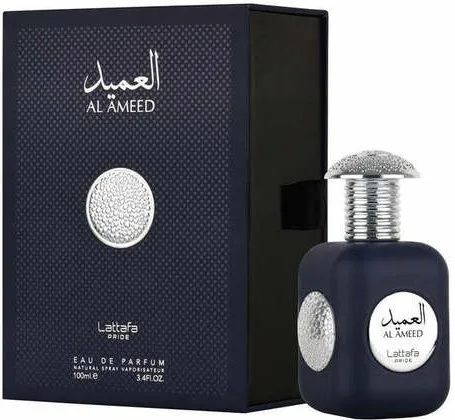 العميد
AL AMEED
Lattafa
PRIDE
EAU DE PARFUM
NATURAL SPRAY VAPORISATEUR
100ml.e
3.4FL.OZ.
العميد
AL AMEED
Lattafa
PRIDE